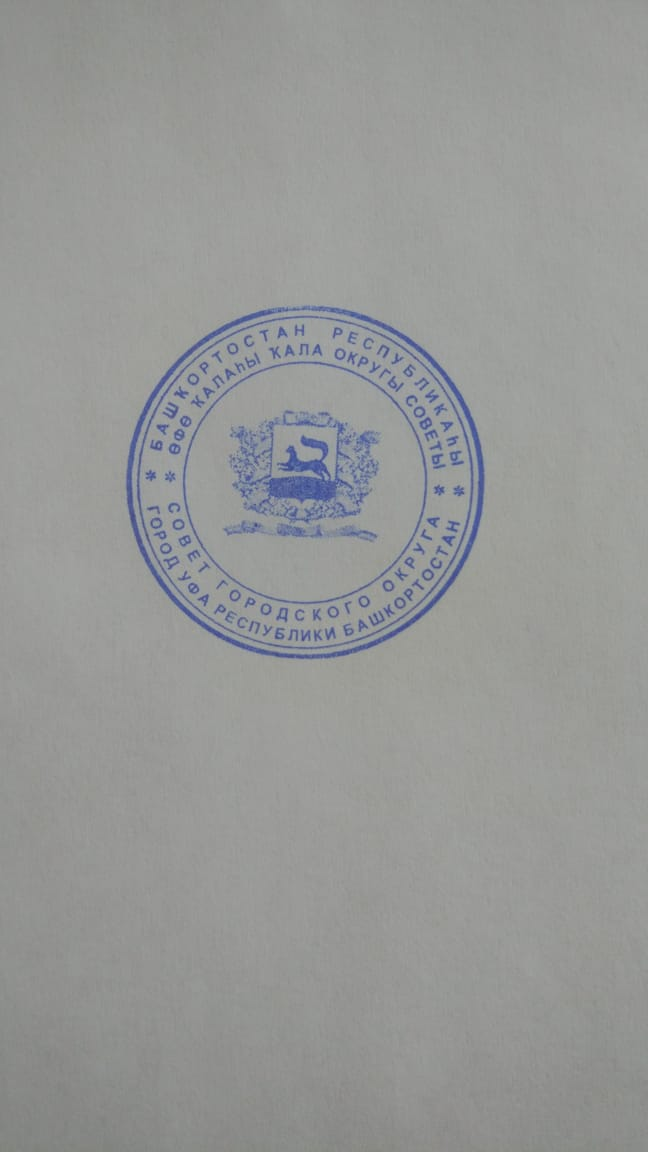 БАШҠОРТОСТАН РЕСПУБЛИКАҺЫ
ӨФӨ ҠАЛАҺЫ ҠАЛА ОКРУГЫ СОВЕТЫ
СОВЕТ ГОРОДСКОГО ОКРУГА
ГОРОД УФА РЕСПУБЛИКИ БАШКОРТОСТАН